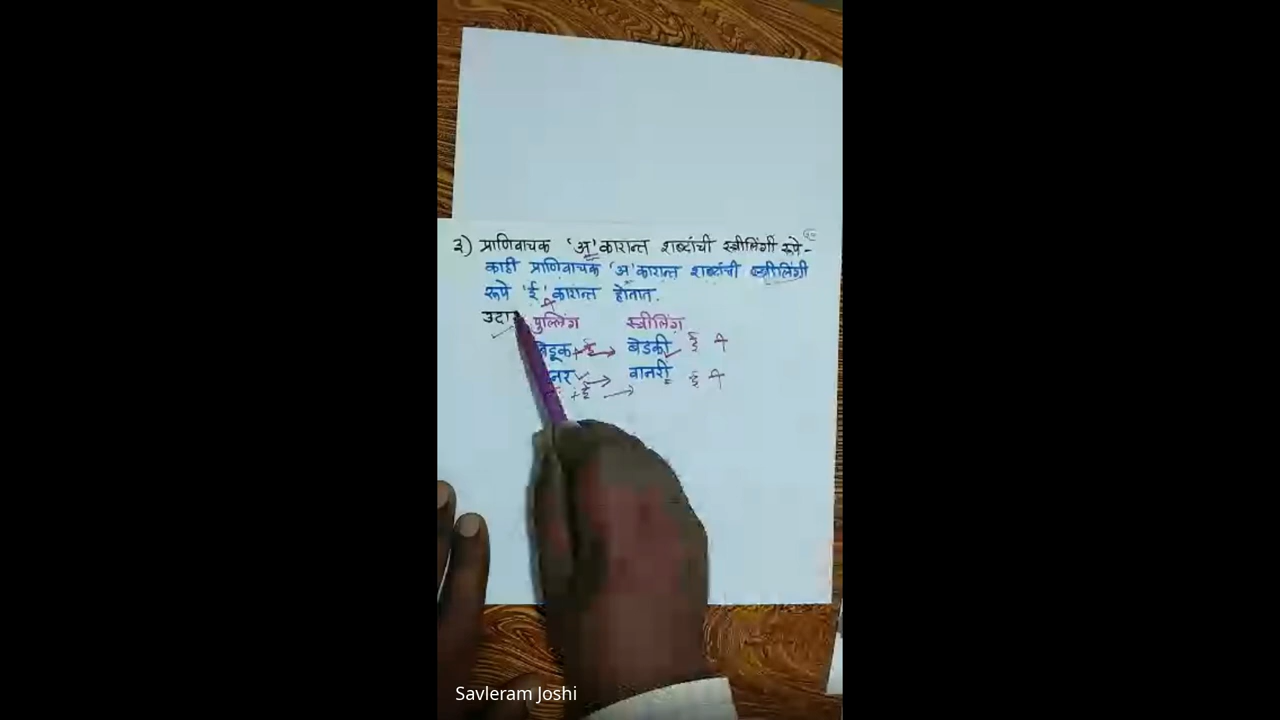 ३) प्राणिवाचक 'अ' कारान्त शब्दांची स्त्रीलिंगी रूपे-
काही प्राणिवाचक 'अ' कारान्त शब्दांची स्त्रीलिंगी
रूपे 'ई' कारान्त होतात.
पुल्लिंग स्त्रीलिंग
+ ई → बेडकी ई ी
→ वानरी ई ी
+ ई →
Savleram Joshi